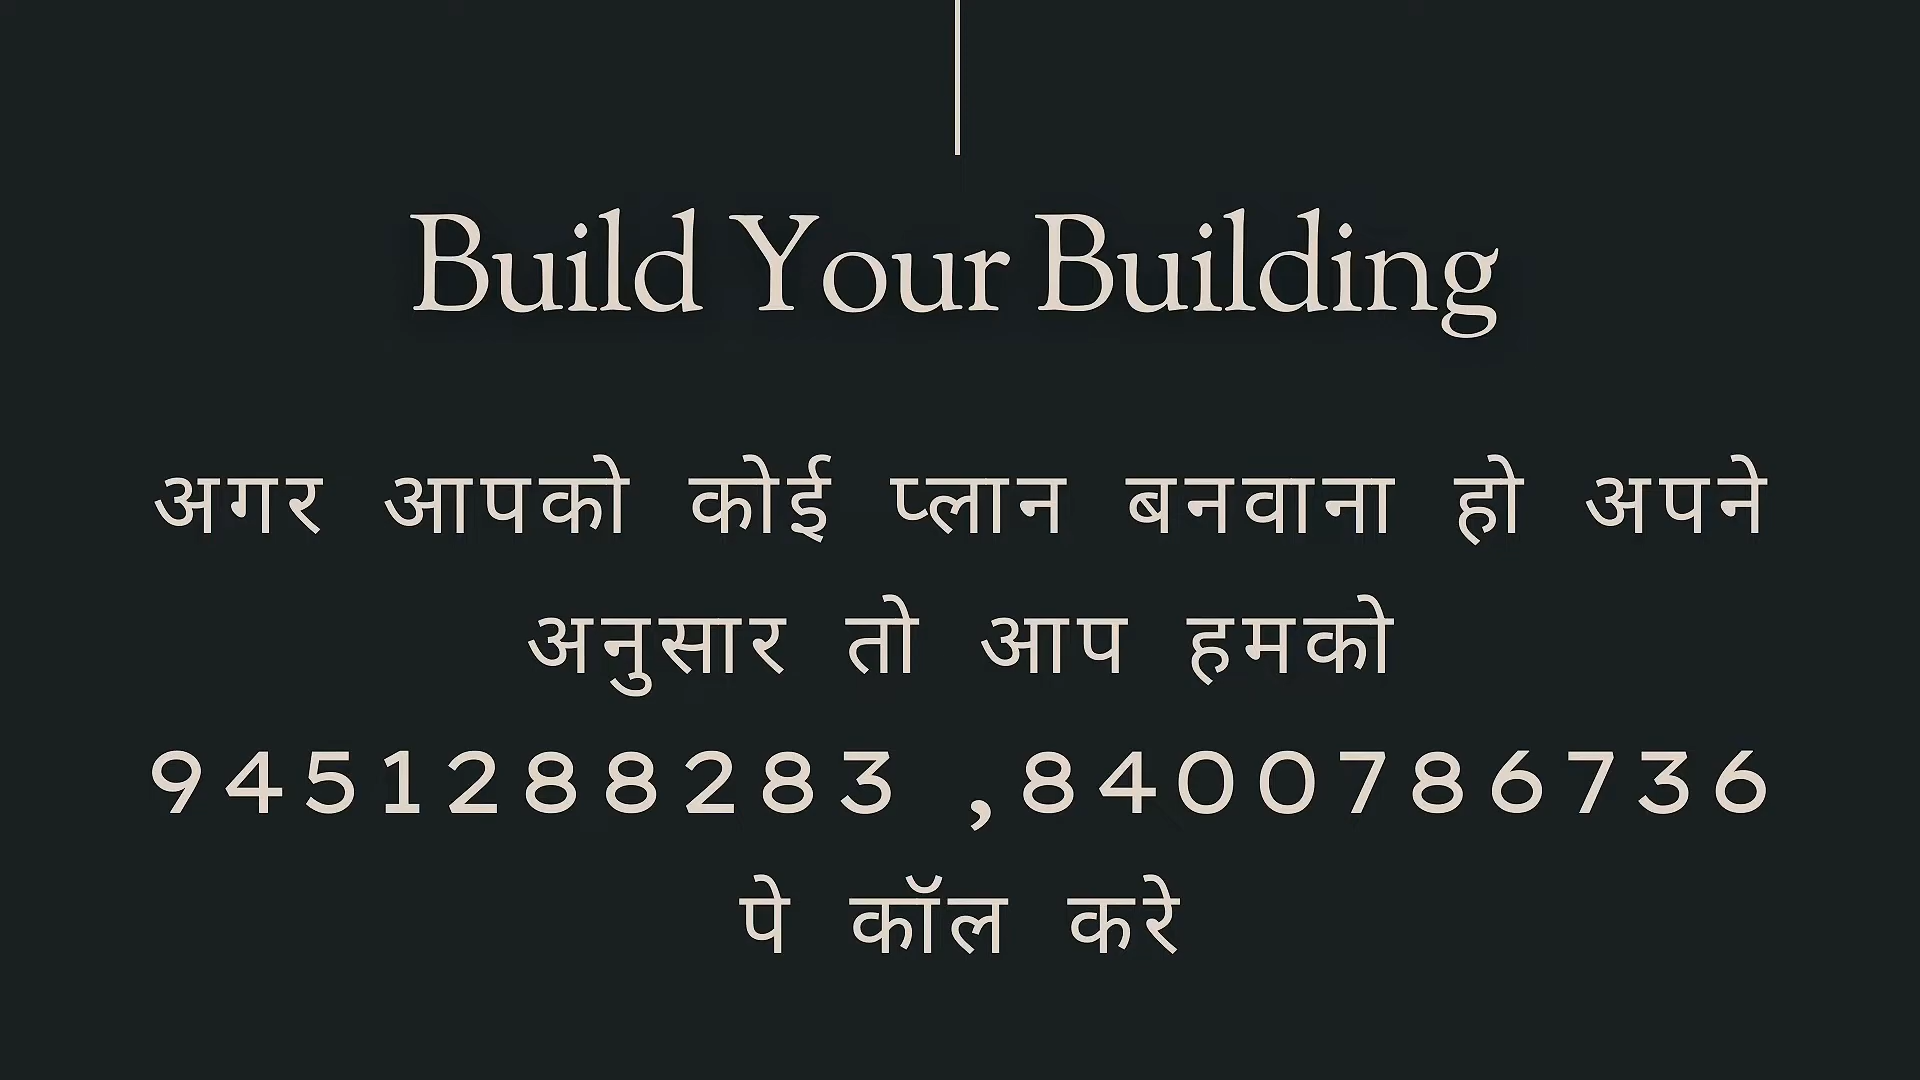 Build Your Building
अगर आपको कोई प्लान बनवाना हो अपने
अनुसार तो आप हमको
9451288283 ,8400786736
पे कॉल करे